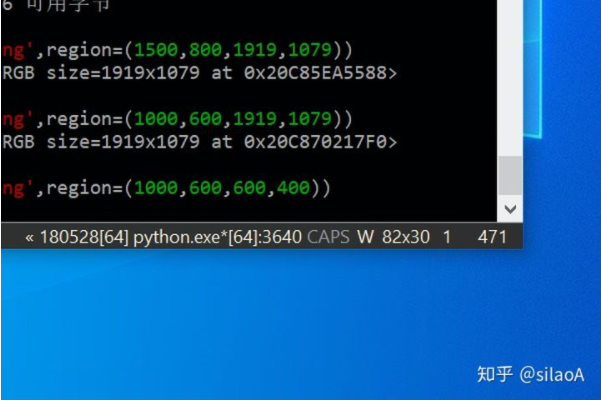 6 可用字节
ng',region=(1500,800,1919,1079))
RGB size=1919x1079 at 0x20C85EA5588>
ng',region=(1000,600,1919,1079))
RGB size=1919x1079 at 0x20C870217F0>
ng',region=(1000,600,600,400))
« 180528[64] python.exe*[64]:3640 CAPS W 82x30 1 471
知乎 @silaoA